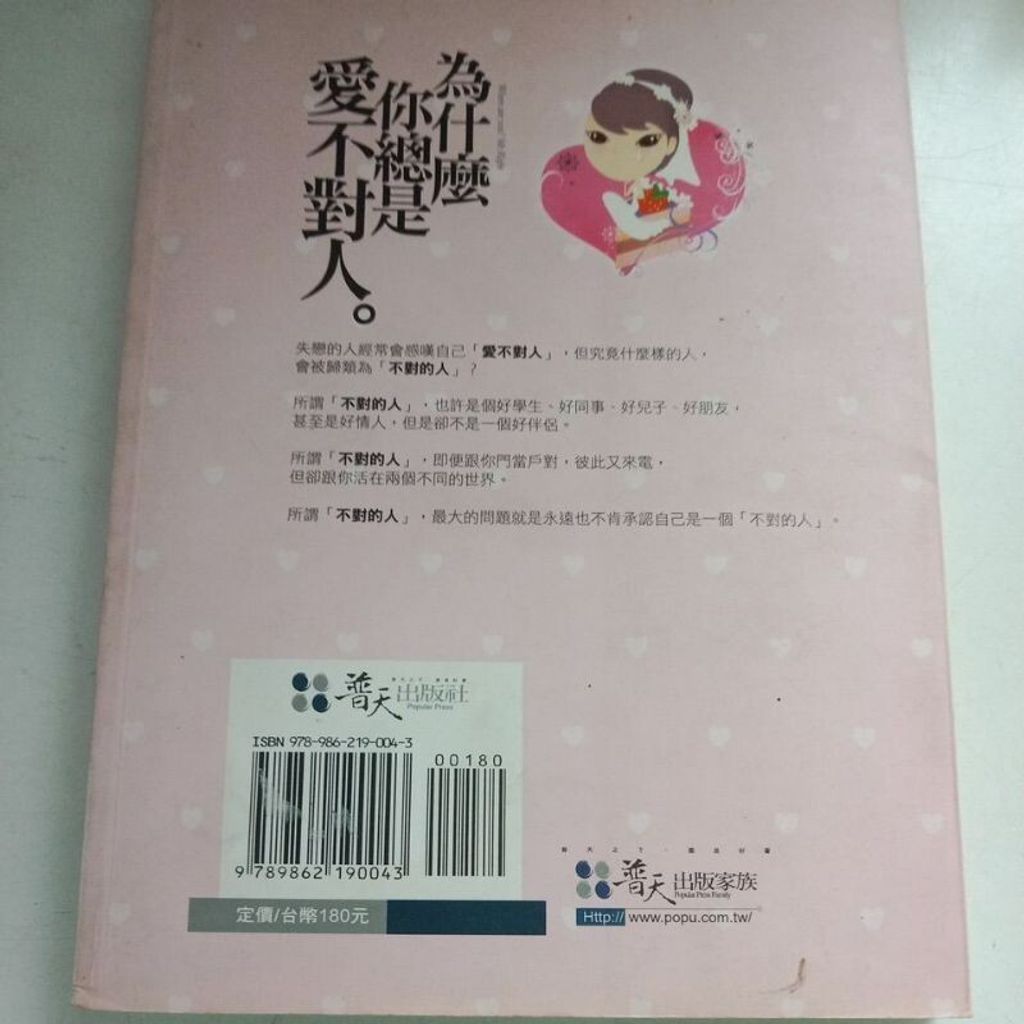 為什麼
你總是
愛不對人。
失戀的人經常會感嘆自己「愛不對人」，但究竟什麼樣的人，
會被歸類為「不對的人」？
所謂「不對的人」，也許是個好學生、好同事、好兒子、好朋友，
甚至是好情人，但是卻不是一個好伴侶。
所謂「不對的人」，即便跟你門當戶對，彼此又來電，
但卻跟你活在兩個不同的世界。
所謂「不對的人」，最大的問題就是永遠也不肯承認自己是一個「不對的人」。
普天出版社
Popular Press
ISBN 978-986-219-004-3
00180
9 789862 190043
定價/台幣180元
普天出版家族
Popular Press Family
Http:// www.popu.com.tw/